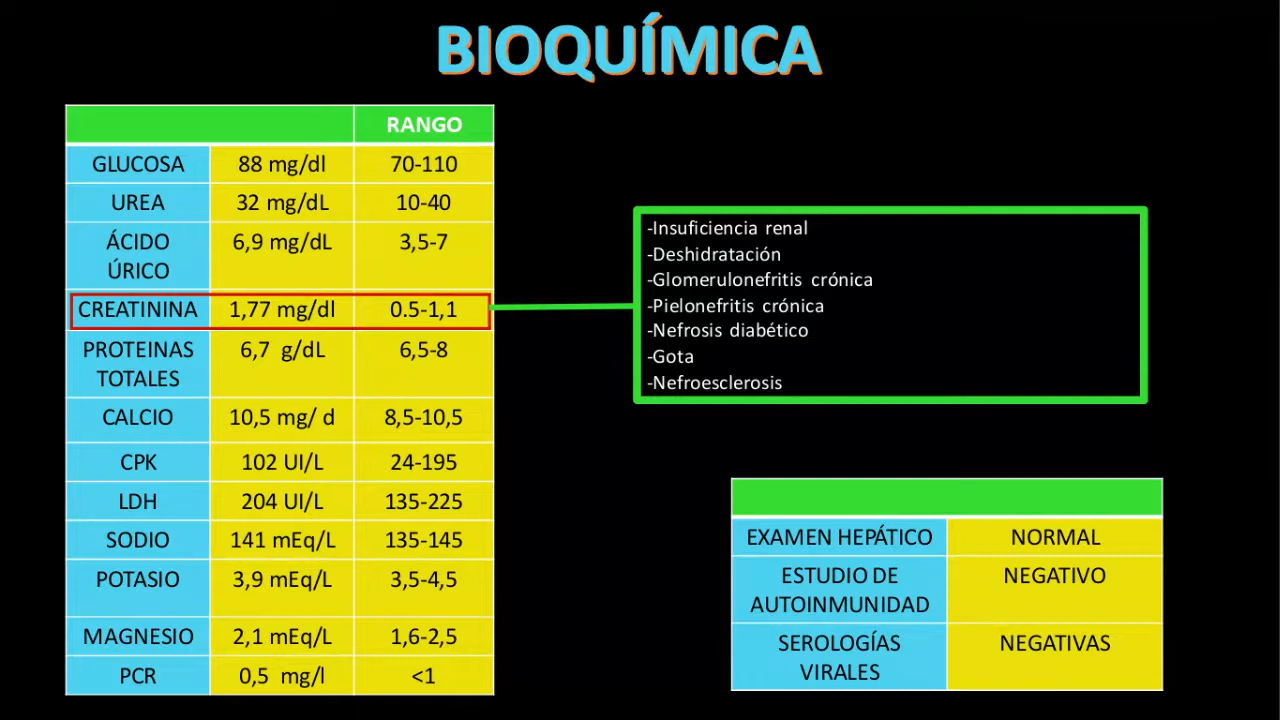 BIOQUÍMICA
RANGO
GLUCOSA 88 mg/dl 70-110
UREA 32 mg/dL 10-40
ÁCIDO 6,9 mg/dL 3,5-7
ÚRICO
CREATININA 1,77 mg/dl 0.5-1,1
PROTEINAS 6,7 g/dL 6,5-8
TOTALES
CALCIO 10,5 mg/ d 8,5-10,5
CPK 102 UI/L 24-195
LDH 204 UI/L 135-225
SODIO 141 mEq/L 135-145
POTASIO 3,9 mEq/L 3,5-4,5
MAGNESIO 2,1 mEq/L 1,6-2,5
PCR 0,5 mg/l <1
-Insuficiencia renal
-Deshidratación
-Glomerulonefritis crónica
-Pielonefritis crónica
-Nefrosis diabético
-Gota
-Nefroesclerosis
EXAMEN HEPÁTICO NORMAL
ESTUDIO DE NEGATIVO
AUTOINMUNIDAD
SEROLOGÍAS NEGATIVAS
VIRALES